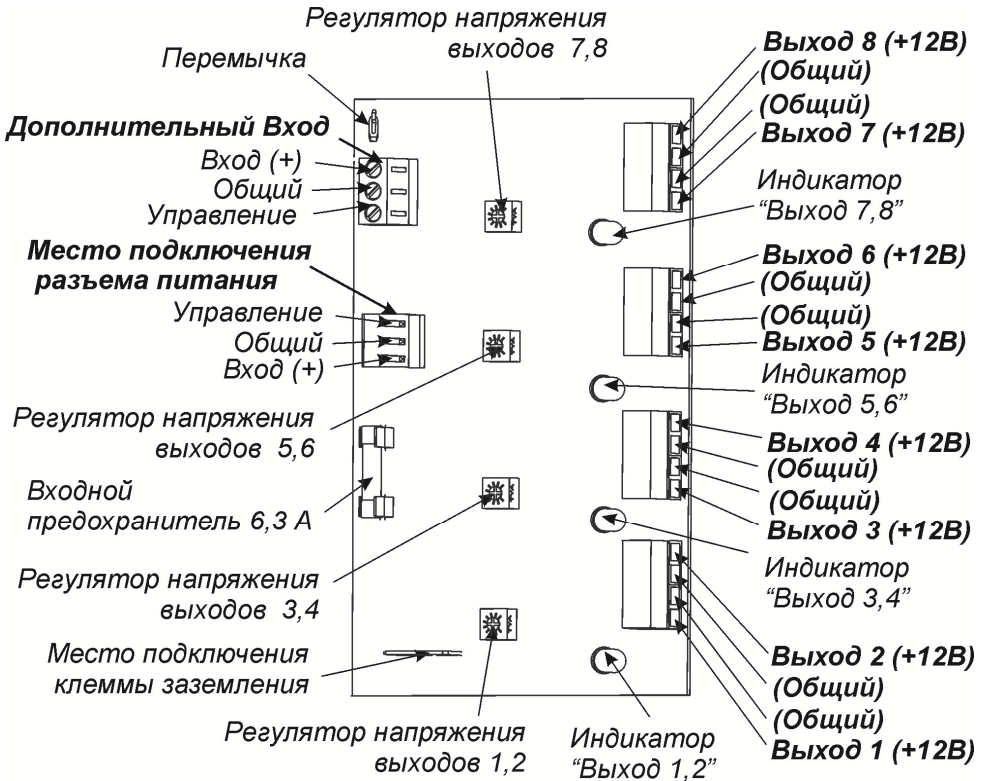 Регулятор напряжения
выходов 7,8
Перемычка
Дополнительный Вход
Вход (+)
Общий
Управление
Место подключения
разъема питания
Управление
Общий
Вход (+)
Регулятор напряжения
выходов 5,6
Входной
предохранитель 6,3 А
Регулятор напряжения
выходов 3,4
Место подключения
клеммы заземления
Регулятор напряжения
выходов 1,2
Выход 8 (+12В)
(Общий)
(Общий)
Выход 7 (+12В)
Индикатор
“Выход 7,8”
Выход 6 (+12В)
(Общий)
(Общий)
Выход 5 (+12В)
Индикатор
“Выход 5,6”
Выход 4 (+12В)
(Общий)
(Общий)
Выход 3 (+12В)
Индикатор
“Выход 3,4”
Выход 2 (+12В)
(Общий)
(Общий)
Выход 1 (+12В)
Индикатор
“Выход 1,2”